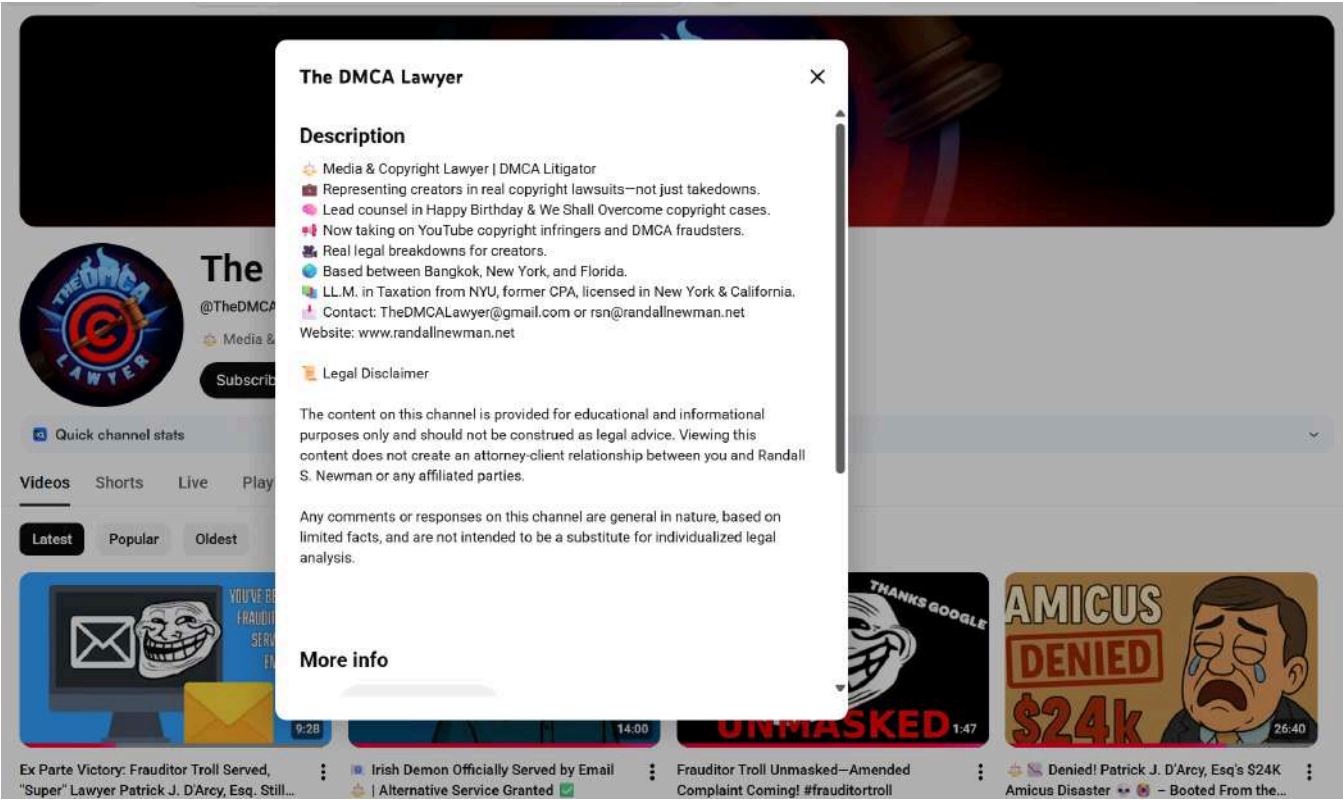 The DMCA Lawyer
Description
Media & Copyright Lawyer | DMCA Litigator
Representing creators in real copyright lawsuits—not just takedowns.
Lead counsel in Happy Birthday & We Shall Overcome copyright cases.
Now taking on YouTube copyright infringers and DMCA fraudsters.
Real legal breakdowns for creators.
Based between Bangkok, New York, and Florida.
LL.M. in Taxation from NYU, former CPA, licensed in New York & California.
Contact: TheDMCALawyer@gmail.com or rsn@randallnewman.net
Website: www.randallnewman.net
Legal Disclaimer
The content on this channel is provided for educational and informational
purposes only and should not be construed as legal advice. Viewing this
content does not create an attorney-client relationship between you and Randall
S. Newman or any affiliated parties.
Any comments or responses on this channel are general in nature, based on
limited facts, and are not intended to be a substitute for individualized legal
analysis.
More info
THE DMCA
LAWYER
The
@TheDMCA
Media &
Subscrib
Quick channel stats
Videos Shorts Live Play
Latest Popular Oldest
YOU'VE BE
FRAUDI
SERV
EM
9:28
14:00
THANKS GOOGLE
UNMASKED
1:47
AMICUS
DENIED
$24k
26:40
Ex Parte Victory: Frauditor Troll Served,
"Super" Lawyer Patrick J. D'Arcy, Esq. Still...
Irish Demon Officially Served by Email
| Alternative Service Granted
Frauditor Troll Unmasked—Amended
Complaint Coming! #frauditortroll
Denied! Patrick J. D'Arcy, Esq's $24K
Amicus Disaster – Booted From the...